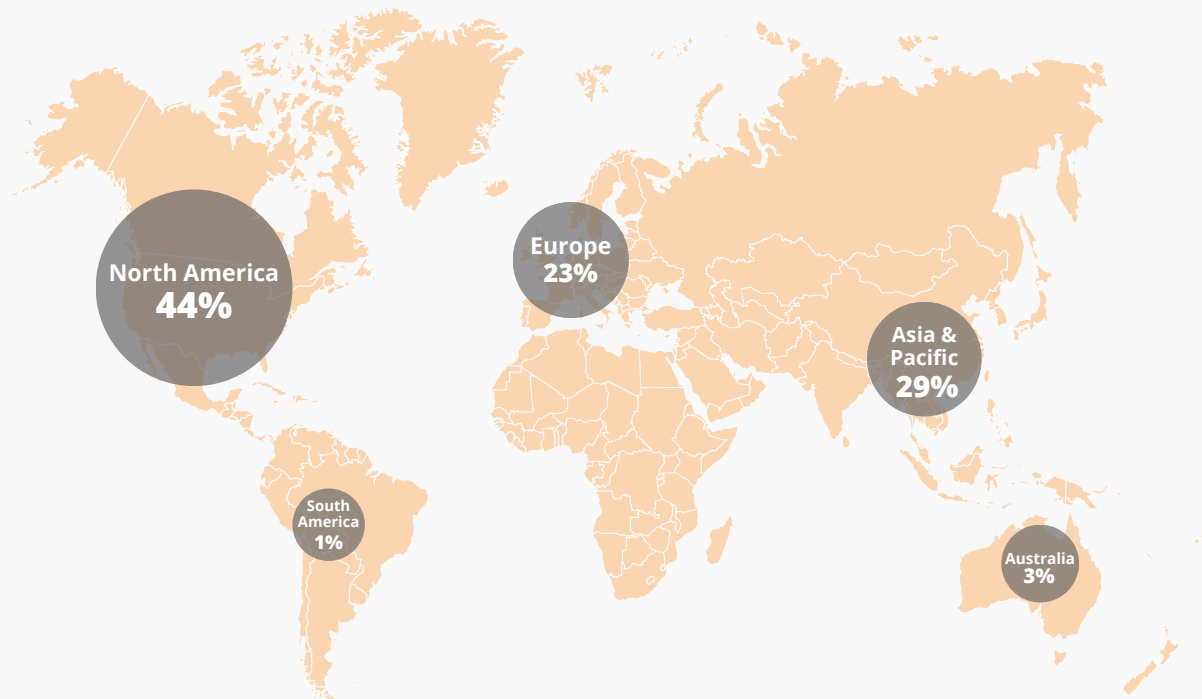 North America
44%
Europe
23%
Asia &
Pacific
29%
South
America
1%
Australia
3%